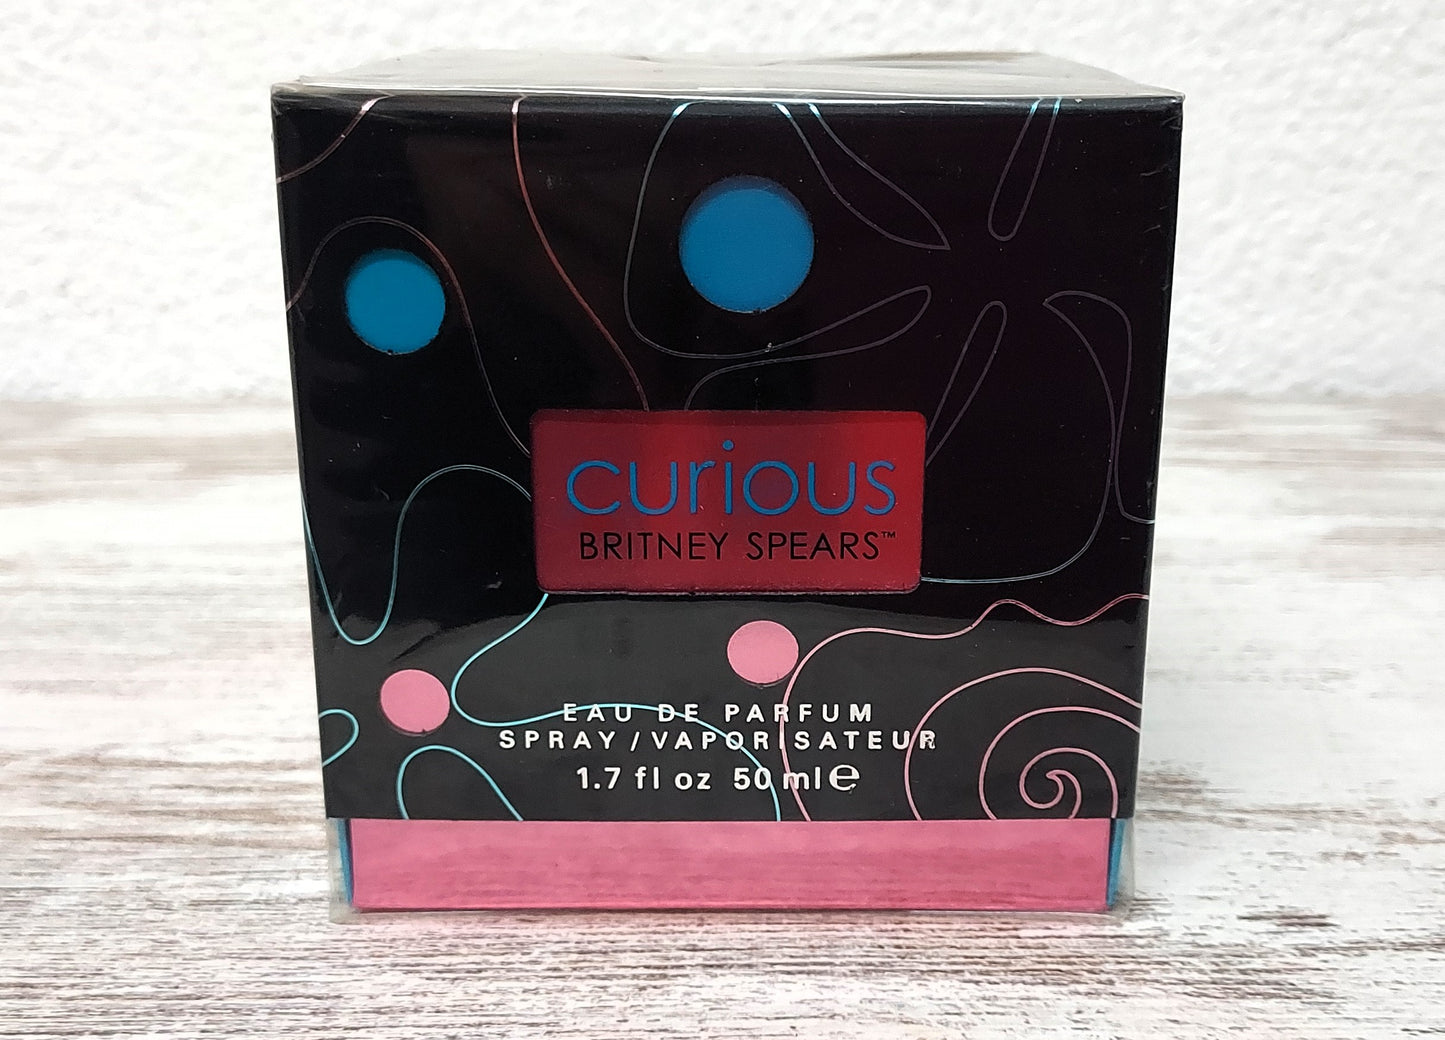 curious
BRITNEY SPEARS™
EAU DE PARFUM
SPRAY/VAPORISATEUR
1.7 fl oz 50 ml ℮